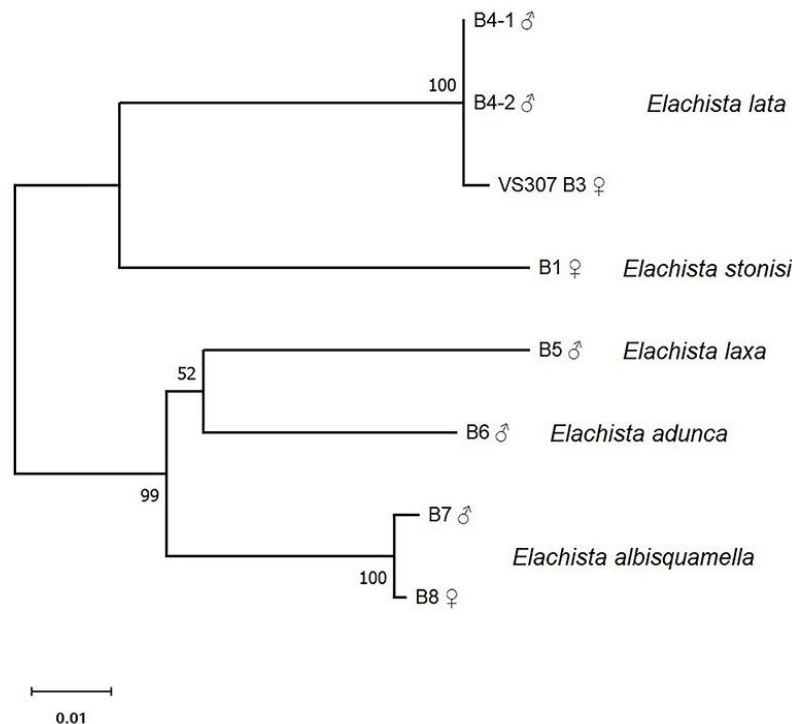 B4-1 ♂
100
B4-2 ♂ Elachista lata
VS307 B3 ♀
B1 ♀ Elachista stonisi
B5 ♂ Elachista laxa
52
B6 ♂ Elachista adunca
99
B7 ♂
Elachista albisquamella
100
B8 ♀
0.01